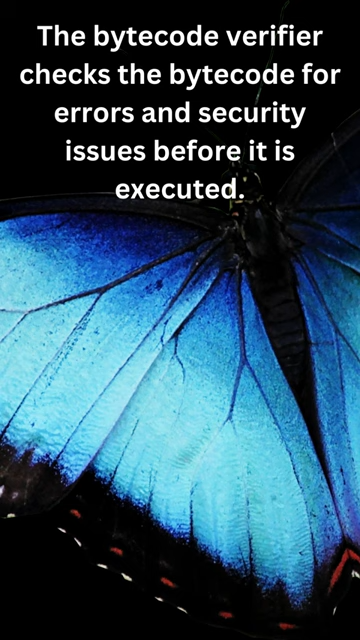 The bytecode verifier
checks the bytecode for
errors and security
issues before it is
executed.